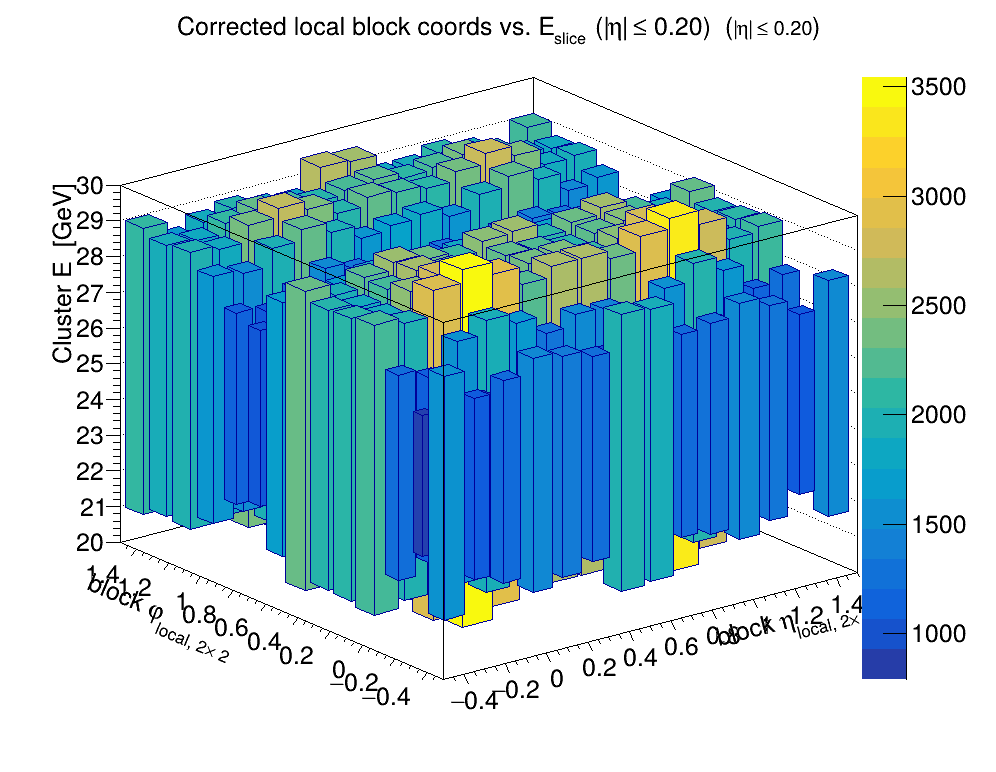 Corrected local block coords vs. E_slice (|η| ≤ 0.20) (|η| ≤ 0.20)
Cluster E [GeV]
30
29
28
27
26
25
24
23
22
21
20
1.4 1.2 1 0.8 0.6 0.4 0.2 0 −0.2 −0.4
block φ_local, 2× 2
−0.4 −0.2 0 0.2 0.4 0.6 0.8 1 1.2 1.4
block η_local, 2×
3500
3000
2500
2000
1500
1000